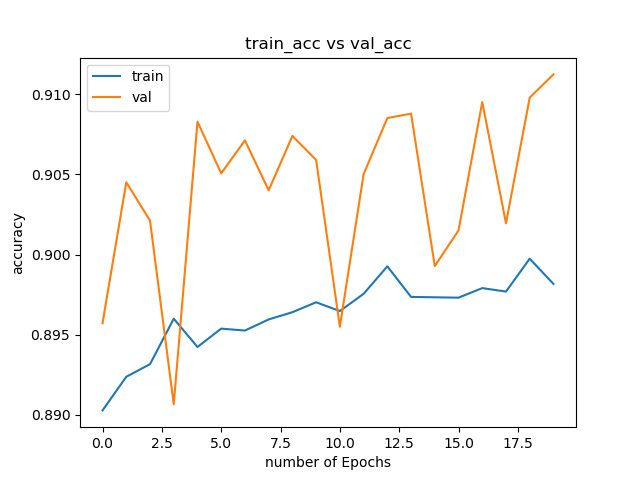 train_acc vs val_acc
train
val
0.910
0.905
0.900
0.895
0.890
accuracy
0.0 2.5 5.0 7.5 10.0 12.5 15.0 17.5
number of Epochs